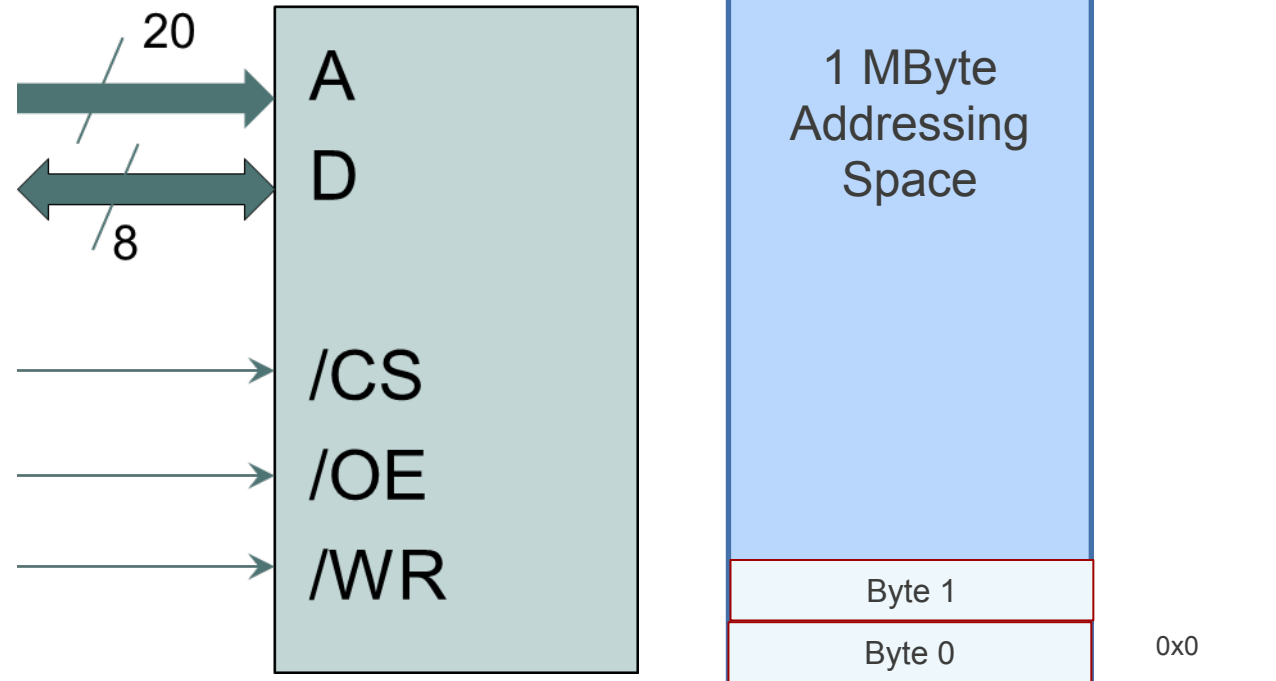 20
A
D
8
/CS
/OE
/WR
1 MByte
Addressing
Space
Byte 1
Byte 0
0x0